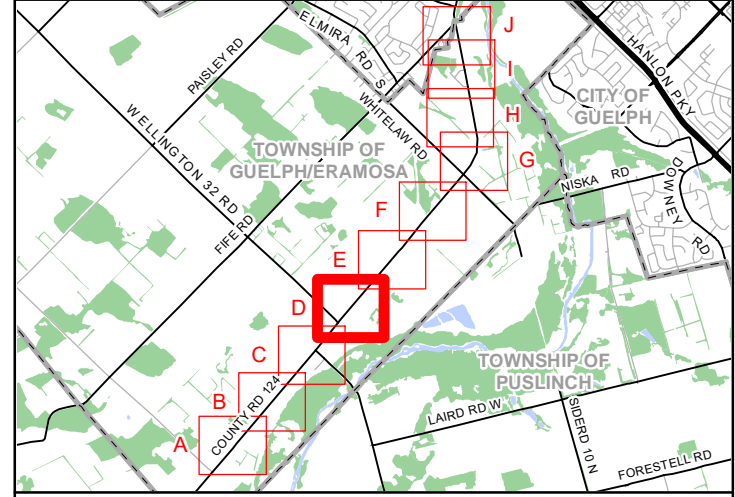 ELMIRA RD S
J
HANLON PKY
PAISLEY RD
I
CITY OF
GUELPH
WELLINGTON 32 RD
WHITELAW RD
H
TOWNSHIP OF
GUELPH/ERAMOSA
G
DOWNEY RD
NISKA RD
F
FIFE RD
E
D
C
TOWNSHIP OF
PUSLINCH
COUNTY RD 124
B
LAIRD RD W
SIDERD 10 N
A
FORESTELL RD